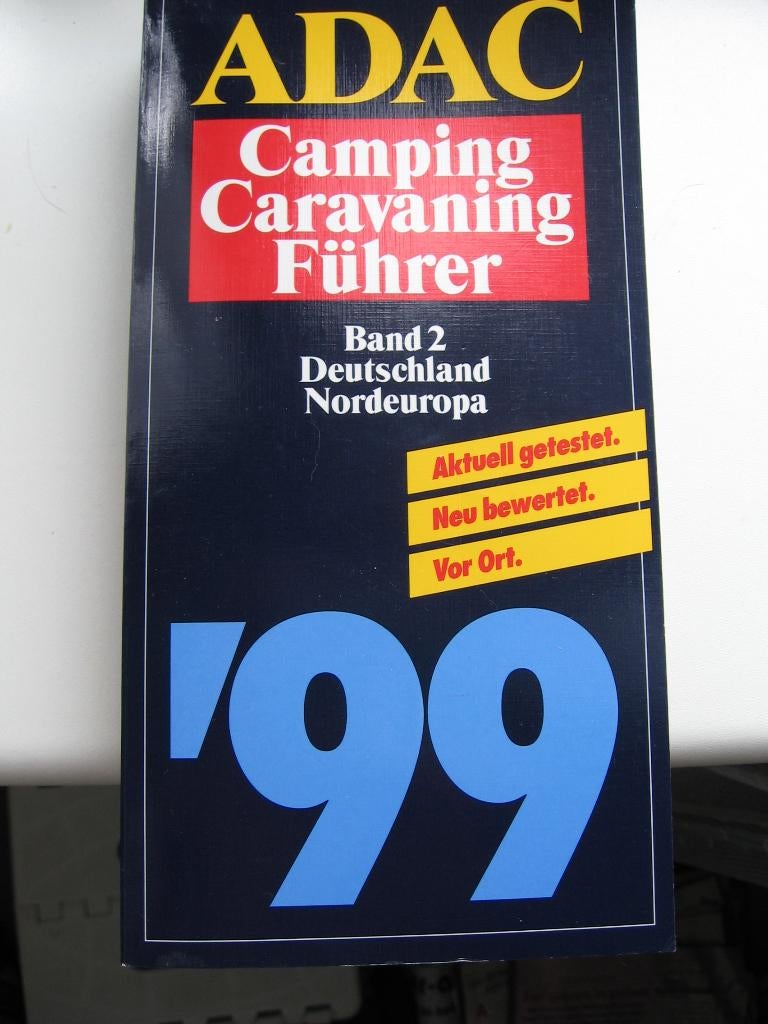 ADAC
Camping
Caravaning
Führer
Band 2
Deutschland
Nordeuropa
Aktuell getestet.
Neu bewertet.
Vor Ort.
'99